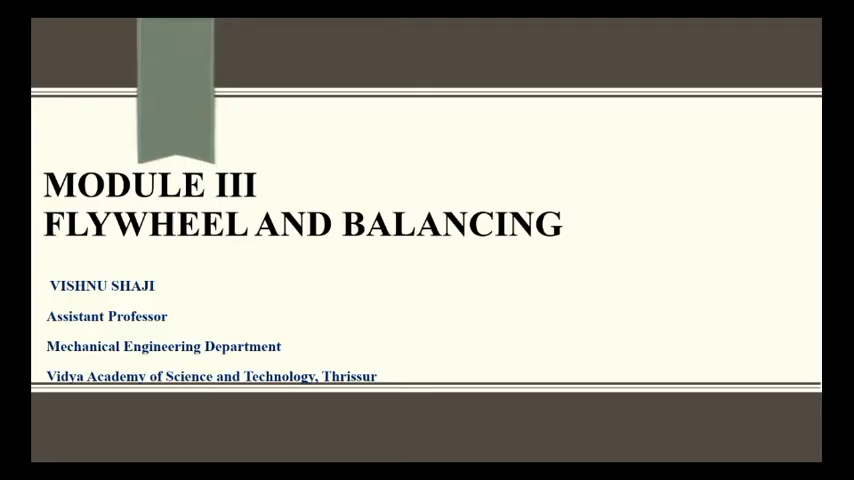 MODULE III
FLYWHEEL AND BALANCING
VISHNU SHAJI
Assistant Professor
Mechanical Engineering Department
Vidya Academy of Science and Technology, Thrissur